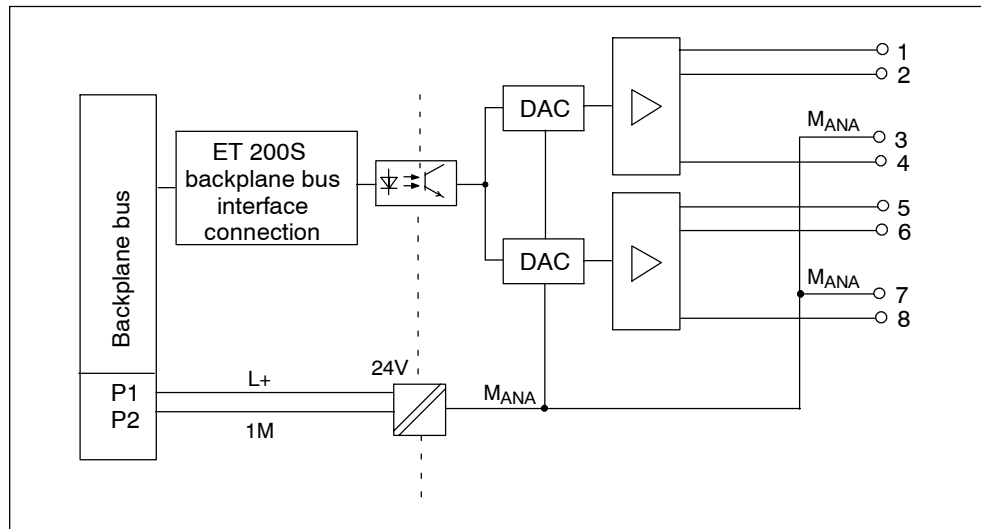 Backplane bus
P1
P2
ET 200S
backplane bus
interface
connection
L+
1M
24V
DAC
DAC
MANA
1
2
MANA
3
4
5
6
MANA
7
8